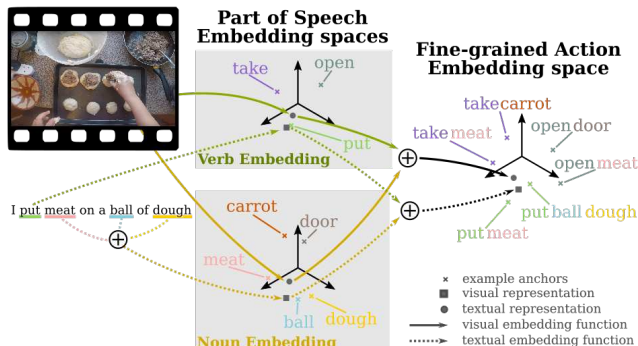 Part of Speech
Embedding spaces
Fine-grained Action
Embedding space
take
open
put
Verb Embedding
take carrot
take meat
open door
open meat
put ball dough
put meat
I put meat on a ball of dough
carrot
door
meat
ball
dough
Noun Embedding
example anchors
visual representation
textual representation
visual embedding function
textual embedding function